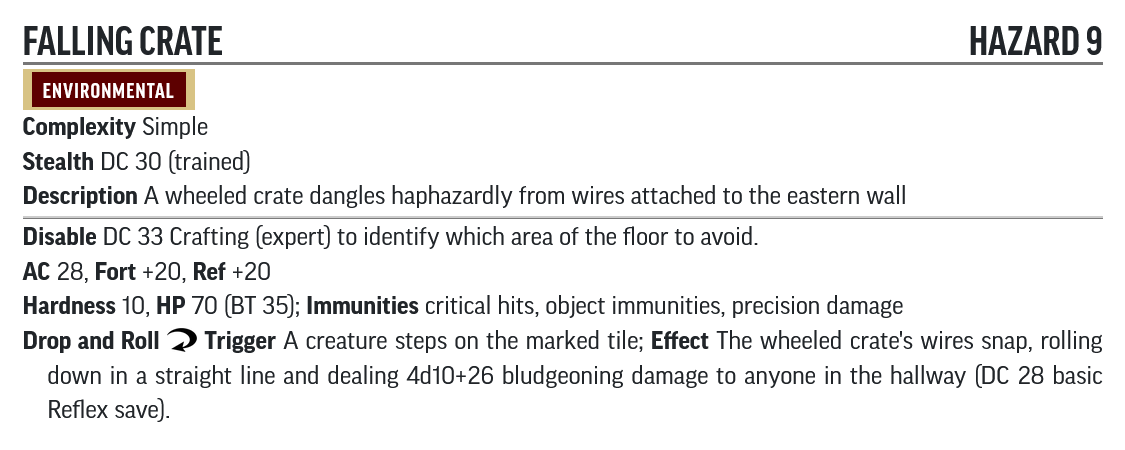 FALLING CRATE HAZARD 9
ENVIRONMENTAL
Complexity Simple
Stealth DC 30 (trained)
Description A wheeled crate dangles haphazardly from wires attached to the eastern wall
Disable DC 33 Crafting (expert) to identify which area of the floor to avoid.
AC 28, Fort +20, Ref +20
Hardness 10, HP 70 (BT 35); Immunities critical hits, object immunities, precision damage
Drop and Roll Trigger A creature steps on the marked tile; Effect The wheeled crate's wires snap, rolling
down in a straight line and dealing 4d10+26 bludgeoning damage to anyone in the hallway (DC 28 basic
Reflex save).